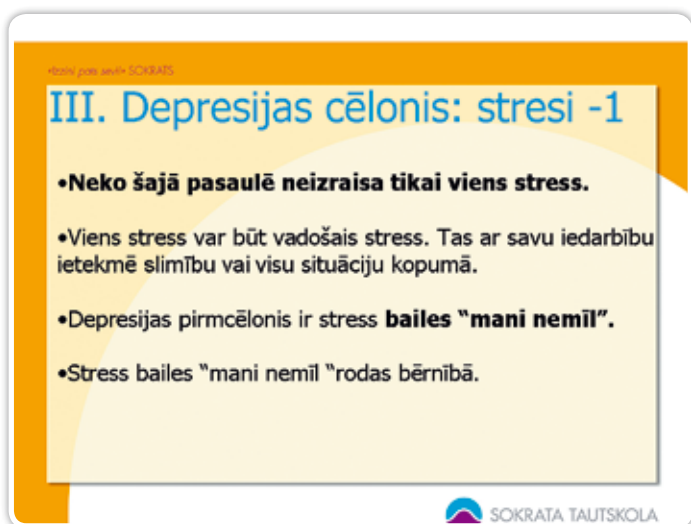 •Izzini pats sevi!• SOKRATS
III. Depresijas cēlonis: stresi -1
•Neko šajā pasaulē neizraisa tikai viens stress.
•Viens stress var būt vadošais stress. Tas ar savu iedarbību
ietekmē slimību vai visu situāciju kopumā.
•Depresijas pirmcēlonis ir stress bailes “mani nemīl”.
•Stress bailes “mani nemīl “rodas bērnībā.
SOKRATA TAUTSKOLA